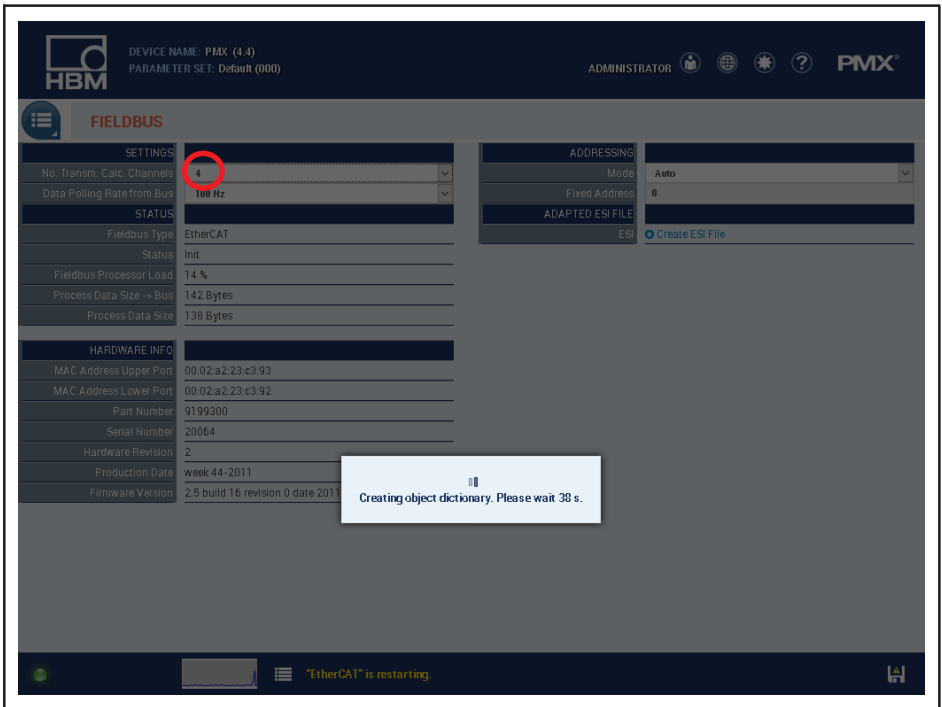 HBM
DEVICE NAME: PMX (4.4)
PARAMETER SET: Default (000)
ADMINISTRATOR
?
PMX
FIELDBUS
SETTINGS
No. Transm. Calc. Channels 4
Data Polling Rate from Bus 100 Hz
STATUS
Fieldbus Type EtherCAT
Status Init
Fieldbus Processor Load 14 %
Process Data Size -> Bus 142 Bytes
Process Data Size 138 Bytes
HARDWARE INFO
MAC Address Upper Port 00:02:a2:23:c3:93
MAC Address Lower Port 00:02:a2:23:c3:92
Part Number 9199300
Serial Number 20064
Hardware Revision 2
Production Date week 44-2011
Firmware Version 2.5 build 16 revision 0 date 2011
ADDRESSING
Mode Auto
Fixed Address 0
ADAPTED ESI FILE
ESI Create ESI File
Creating object dictionary. Please wait 38 s.
"EtherCAT" is restarting.